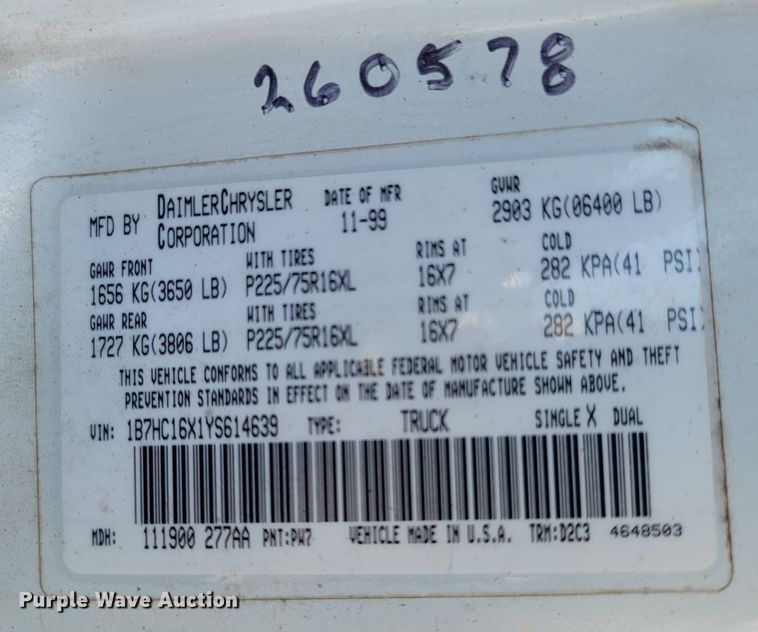 260578
MFD BY DAIMLERCHRYSLER CORPORATION DATE OF MFR 11-99 GVWR 2903 KG(06400 LB)
GAWR FRONT WITH TIRES RIMS AT COLD
1656 KG(3650 LB) P225/75R16XL 16X7 282 KPA(41 PSI)
GAWR REAR WITH TIRES RIMS AT COLD
1727 KG(3806 LB) P225/75R16XL 16X7 282 KPA(41 PSI)
THIS VEHICLE CONFORMS TO ALL APPLICABLE FEDERAL MOTOR VEHICLE SAFETY AND THEFT
PREVENTION STANDARDS IN EFFECT ON THE DATE OF MANUFACTURE SHOWN ABOVE.
VIN: 1B7HC16X1YS614639 TYPE: TRUCK SINGLE X DUAL
MDH: 111900 277AA PNT:PW7 VEHICLE MADE IN U.S.A. TRM:D2C3 4648503
Purple Wave Auction